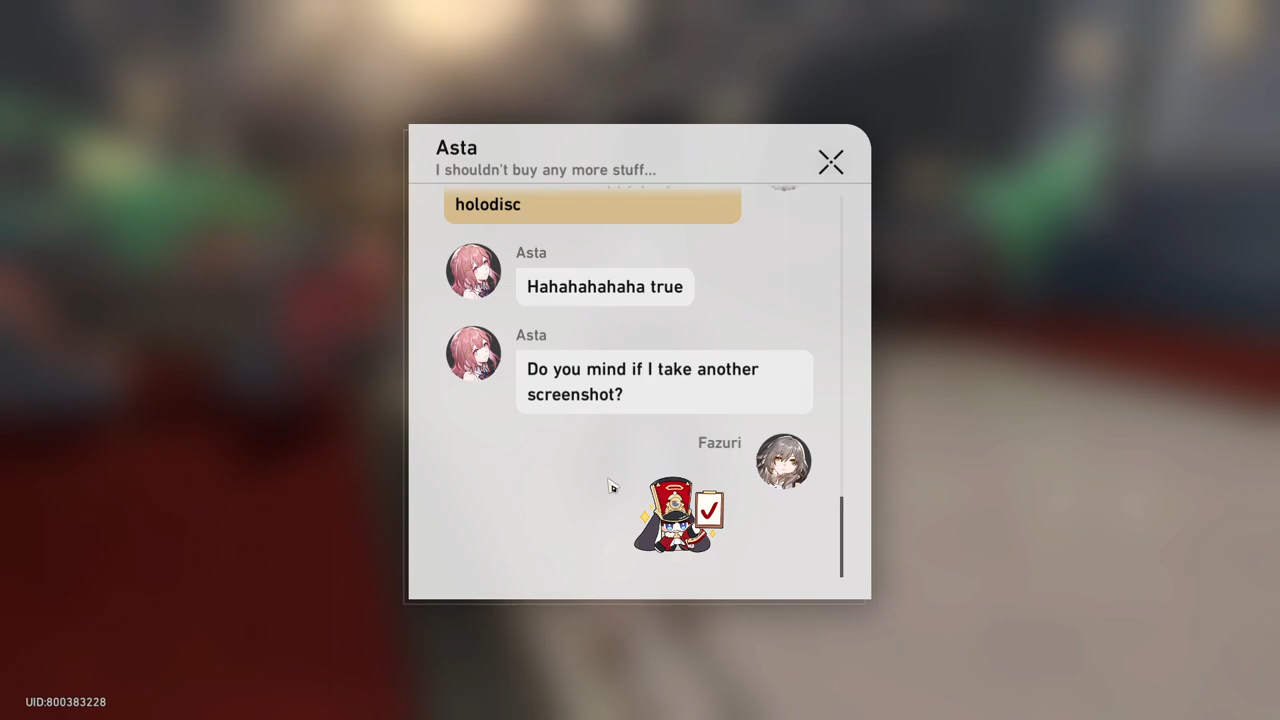 Asta
I shouldn't buy any more stuff...
holodisc
Asta
Hahahahahaha true
Asta
Do you mind if I take another
screenshot?
Fazuri
UID:800383228